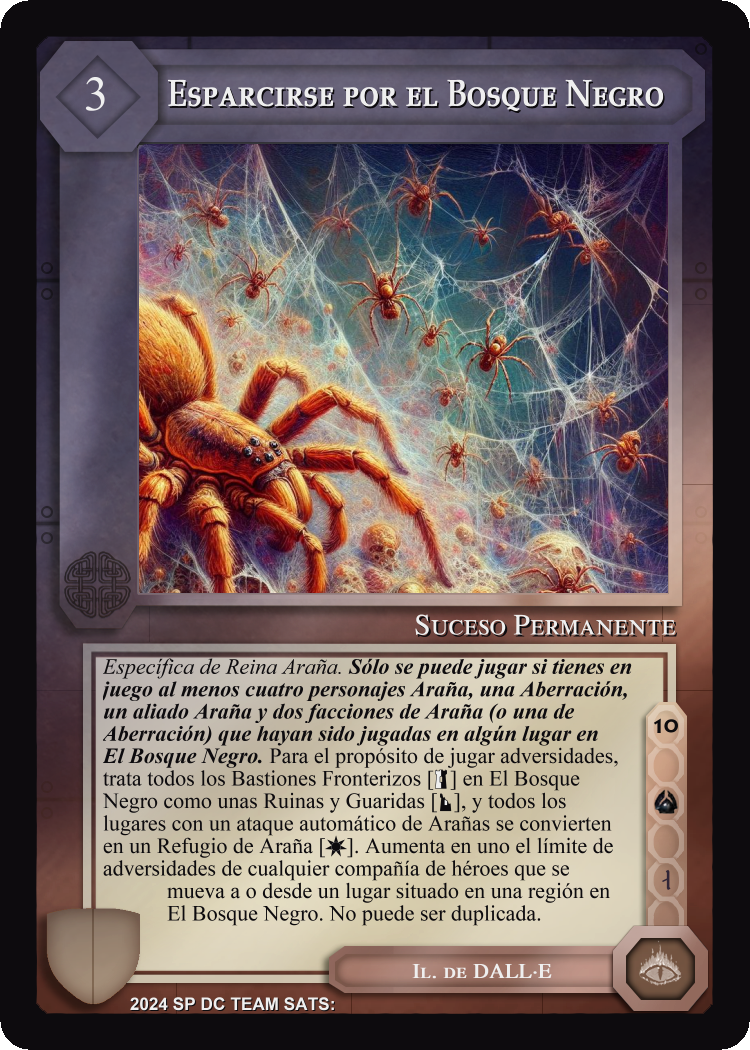 3
Esparcirse por el Bosque Negro
Suceso Permanente
Específica de Reina Araña. Sólo se puede jugar si tienes en
juego al menos cuatro personajes Araña, una Aberración,
un aliado Araña y dos facciones de Araña (o una de
Aberración) que hayan sido jugadas en algún lugar en
El Bosque Negro. Para el propósito de jugar adversidades,
trata todos los Bastiones Fronterizos [ ] en El Bosque
Negro como unas Ruinas y Guaridas [ ], y todos los
lugares con un ataque automático de Arañas se convierten
en un Refugio de Araña [ ]. Aumenta en uno el límite de
adversidades de cualquier compañía de héroes que se
mueva a o desde un lugar situado en una región en
El Bosque Negro. No puede ser duplicada.
10
Il. de DALL·E
2024 SP DC TEAM SATS: